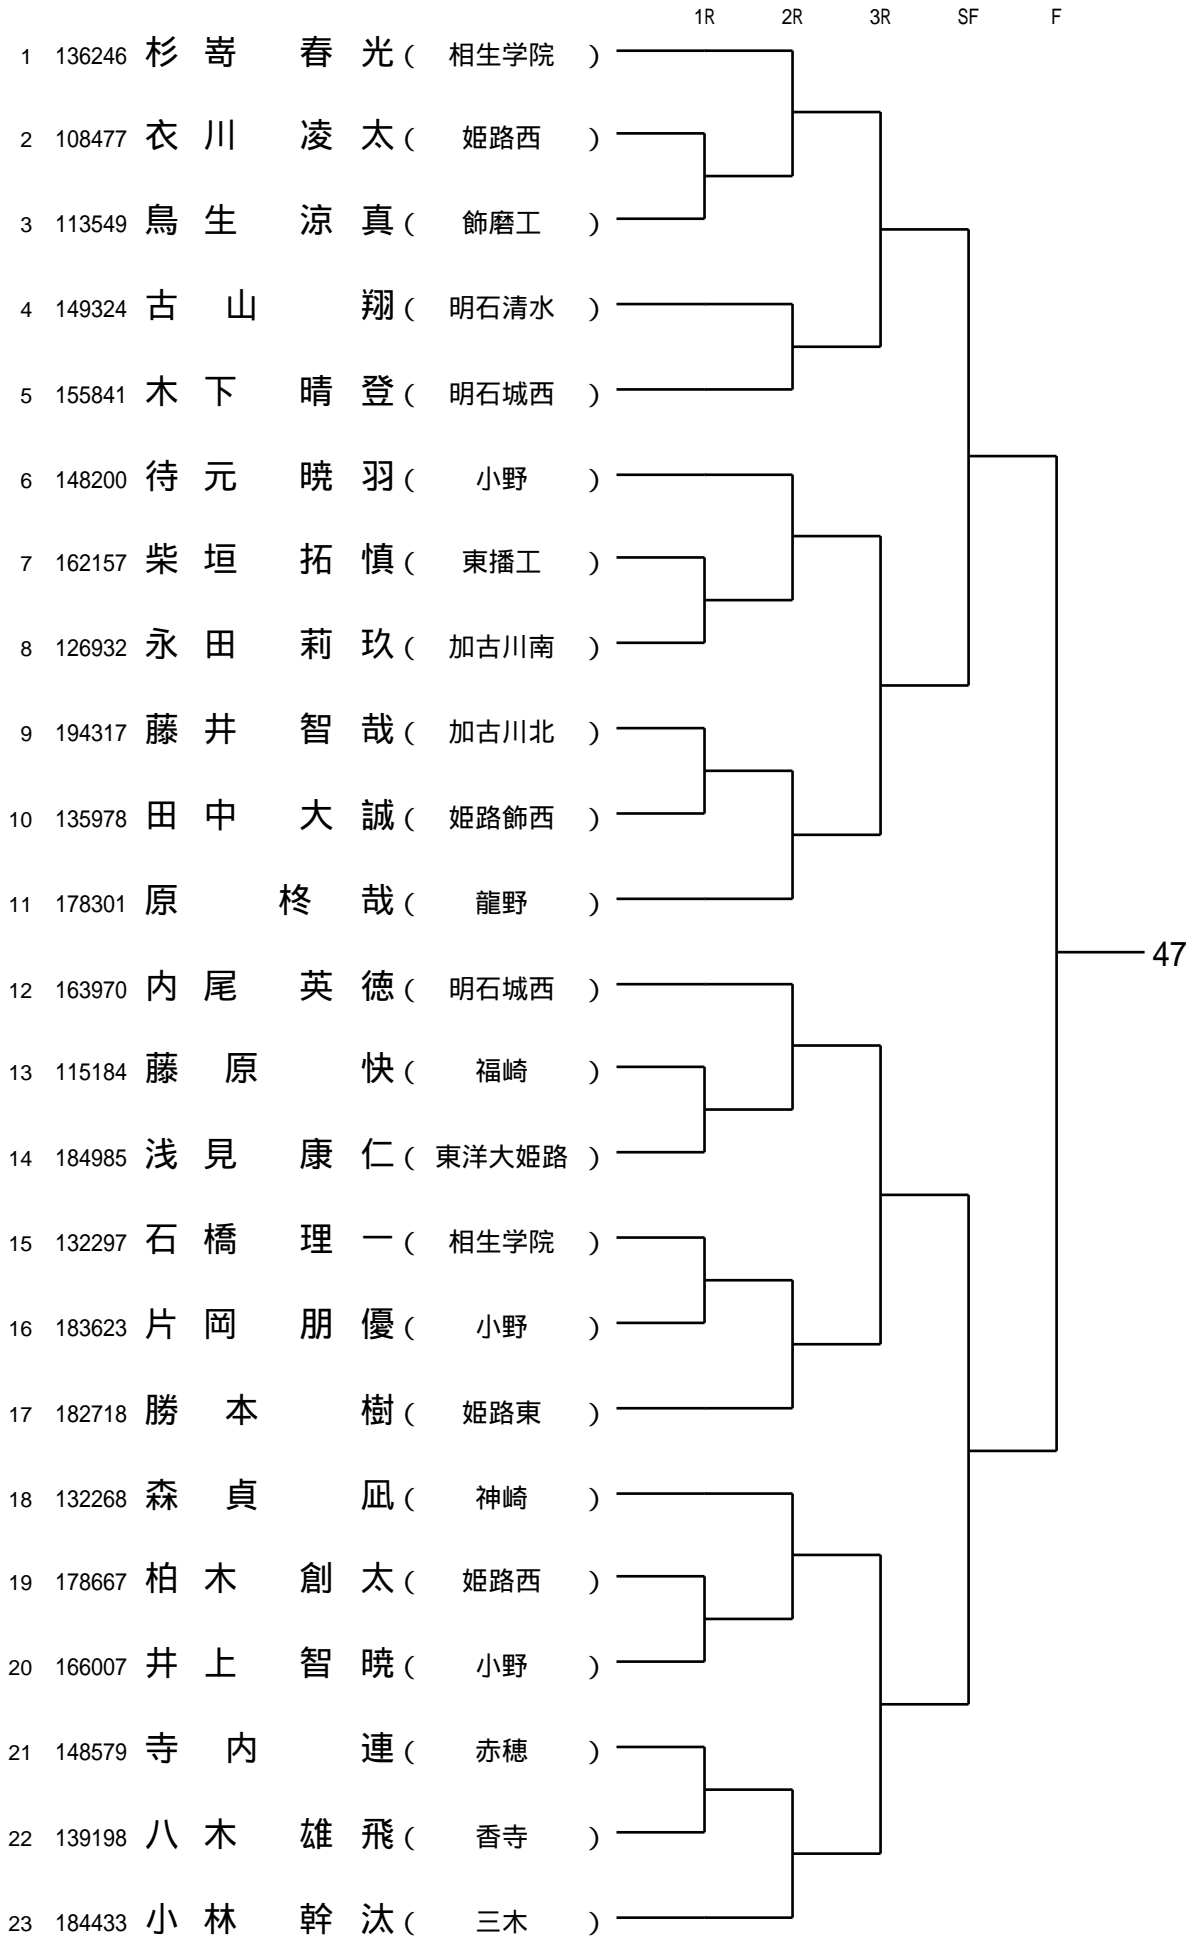 1R 2R 3R SF F
1 136246 杉嵜 春光 ( 相生学院 )
2 108477 衣川 凌太 ( 姫路西 )
3 113549 鳥生 涼真 ( 飾磨工 )
4 149324 古山 翔 ( 明石清水 )
5 155841 木下 晴登 ( 明石城西 )
6 148200 待元 暁羽 ( 小野 )
7 162157 柴垣 拓慎 ( 東播工 )
8 126932 永田 莉玖 ( 加古川南 )
9 194317 藤井 智哉 ( 加古川北 )
10 135978 田中 大誠 ( 姫路飾西 )
11 178301 原 柊哉 ( 龍野 )
47
12 163970 内尾 英徳 ( 明石城西 )
13 115184 藤原 快 ( 福崎 )
14 184985 浅見 康仁 ( 東洋大姫路 )
15 132297 石橋 理一 ( 相生学院 )
16 183623 片岡 朋優 ( 小野 )
17 182718 勝本 樹 ( 姫路東 )
18 132268 森貞 凪 ( 神崎 )
19 178667 柏木 創太 ( 姫路西 )
20 166007 井上 智暁 ( 小野 )
21 148579 寺内 連 ( 赤穂 )
22 139198 八木 雄飛 ( 香寺 )
23 184433 小林 幹汰 ( 三木 )